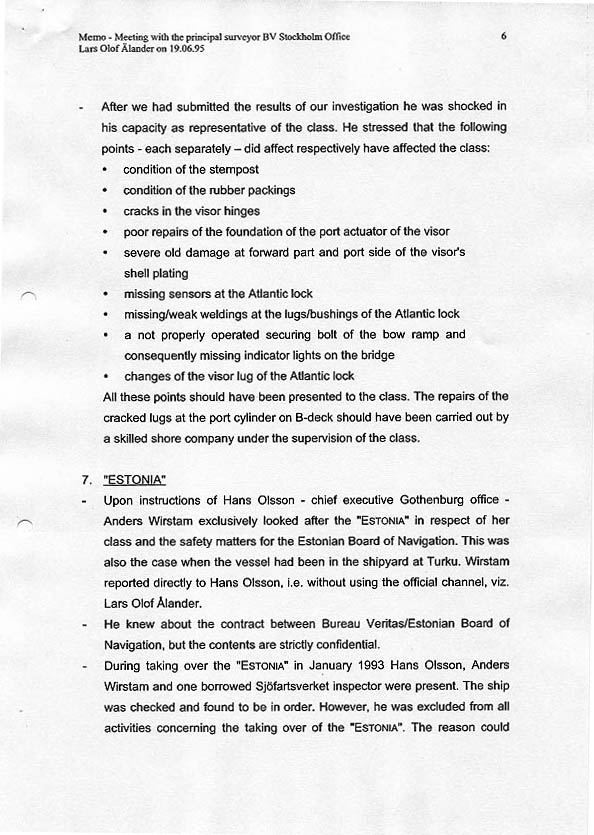 Memo - Meeting with the principal surveyor BV Stockholm Office 6
Lars Olof Ålander on 19.06.95
- After we had submitted the results of our investigation he was shocked in
his capacity as representative of the class. He stressed that the following
points - each separately – did affect respectively have affected the class:
• condition of the stempost
• condition of the rubber packings
• cracks in the visor hinges
• poor repairs of the foundation of the port actuator of the visor
• severe old damage at forward part and port side of the visor's
shell plating
• missing sensors at the Atlantic lock
• missing/weak weldings at the lugs/bushings of the Atlantic lock
• a not properly operated securing bolt of the bow ramp and
consequently missing indicator lights on the bridge
• changes of the visor lug of the Atlantic lock
All these points should have been presented to the class. The repairs of the
cracked lugs at the port cylinder on B-deck should have been carried out by
a skilled shore company under the supervision of the class.
7. "ESTONIA"
- Upon instructions of Hans Olsson - chief executive Gothenburg office -
Anders Wirstam exclusively looked after the "ESTONIA" in respect of her
class and the safety matters for the Estonian Board of Navigation. This was
also the case when the vessel had been in the shipyard at Turku. Wirstam
reported directly to Hans Olsson, i.e. without using the official channel, viz.
Lars Olof Ålander.
- He knew about the contract between Bureau Veritas/Estonian Board of
Navigation, but the contents are strictly confidential.
- During taking over the "ESTONIA" in January 1993 Hans Olsson, Anders
Wirstam and one borrowed Sjöfartsverket inspector were present. The ship
was checked and found to be in order. However, he was excluded from all
activities concerning the taking over of the "ESTONIA". The reason could